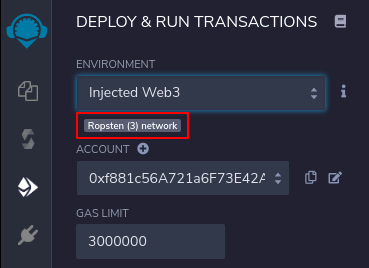 DEPLOY & RUN TRANSACTIONS
ENVIRONMENT
Injected Web3
Ropsten (3) network
ACCOUNT
0xf881c56A721a6F73E42A
GAS LIMIT
3000000